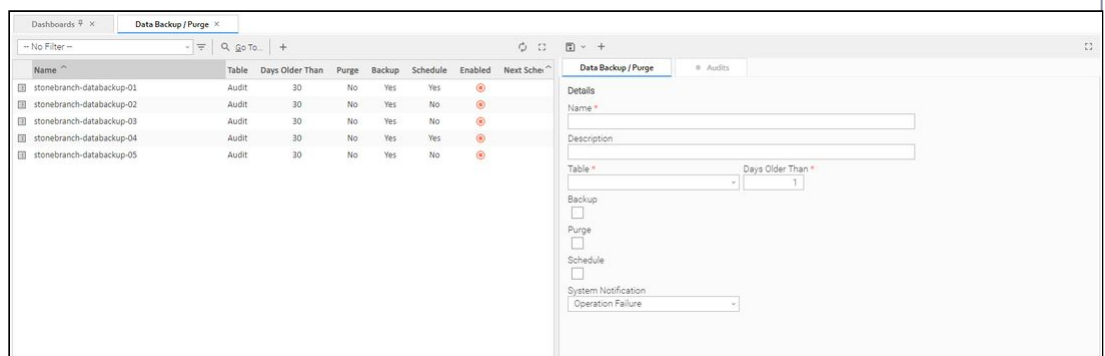 Dashboards
Data Backup / Purge
-- No Filter --
Go To...
Name Table Days Older Than Purge Backup Schedule Enabled Next Sche
stonebranch-databackup-01 Audit 30 No Yes Yes
stonebranch-databackup-02 Audit 30 No Yes No
stonebranch-databackup-03 Audit 30 No Yes No
stonebranch-databackup-04 Audit 30 No Yes Yes
stonebranch-databackup-05 Audit 30 No Yes No
Data Backup / Purge
Audits
Details
Name *
Description
Table * Days Older Than *
1
Backup
Purge
Schedule
System Notification
Operation Failure